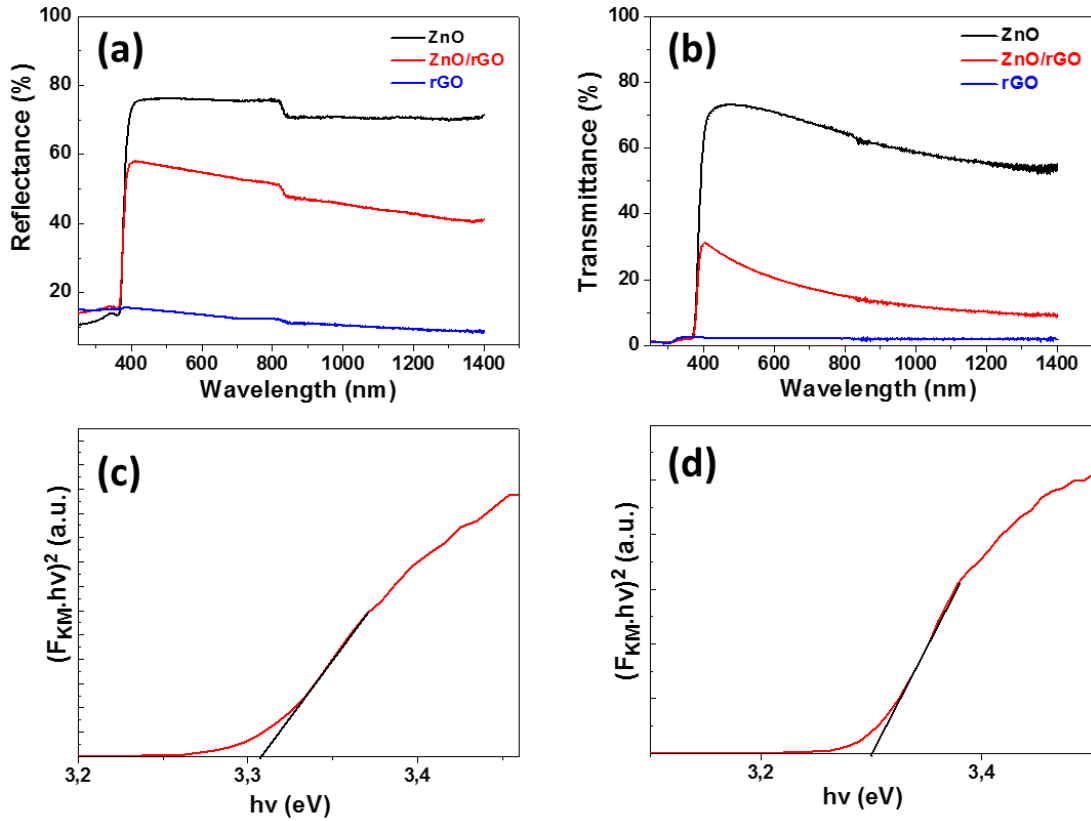 (a)
ZnO
ZnO/rGO
rGO
Reflectance (%)
100
80
60
40
20
400 600 800 1000 1200 1400
Wavelength (nm)
(b)
ZnO
ZnO/rGO
rGO
Transmittance (%)
100
80
60
40
20
0
400 600 800 1000 1200 1400
Wavelength (nm)
(c)
(F_KM.hν)² (a.u.)
3,2 3,3 3,4
hν (eV)
(d)
(F_KM.hν)² (a.u.)
3,2 3,4
hν (eV)